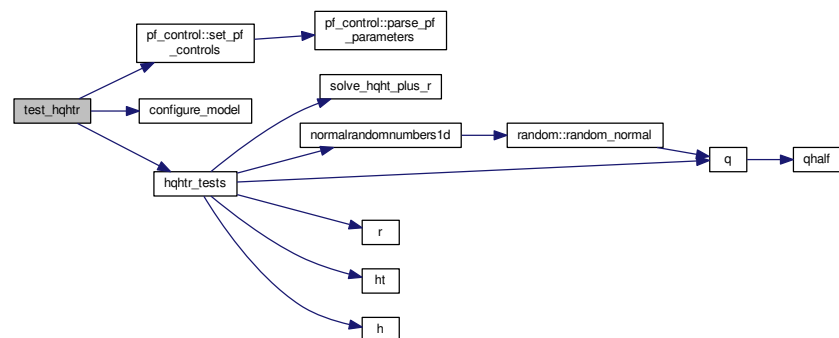 pf_control::set_pf
_controls
pf_control::parse_pf
_parameters
test_hqhtr
configure_model
solve_hqht_plus_r
normalrandomnumbers1d
random::random_normal
q
qhalf
hqhtr_tests
r
ht
h